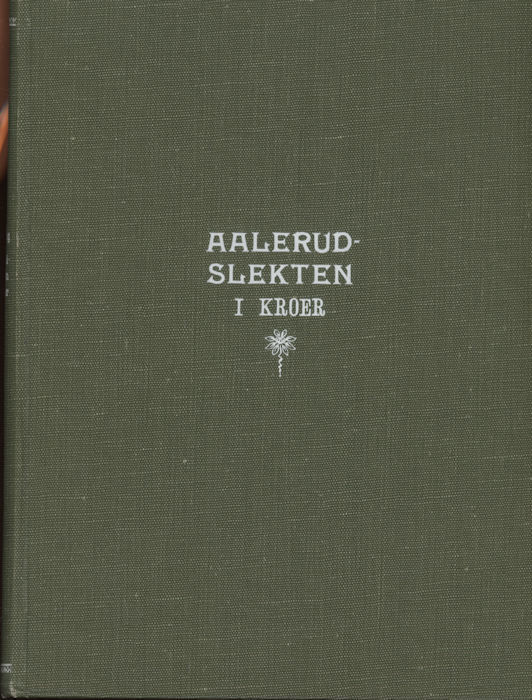 AALERUD-
SLEKTEN
I KROER